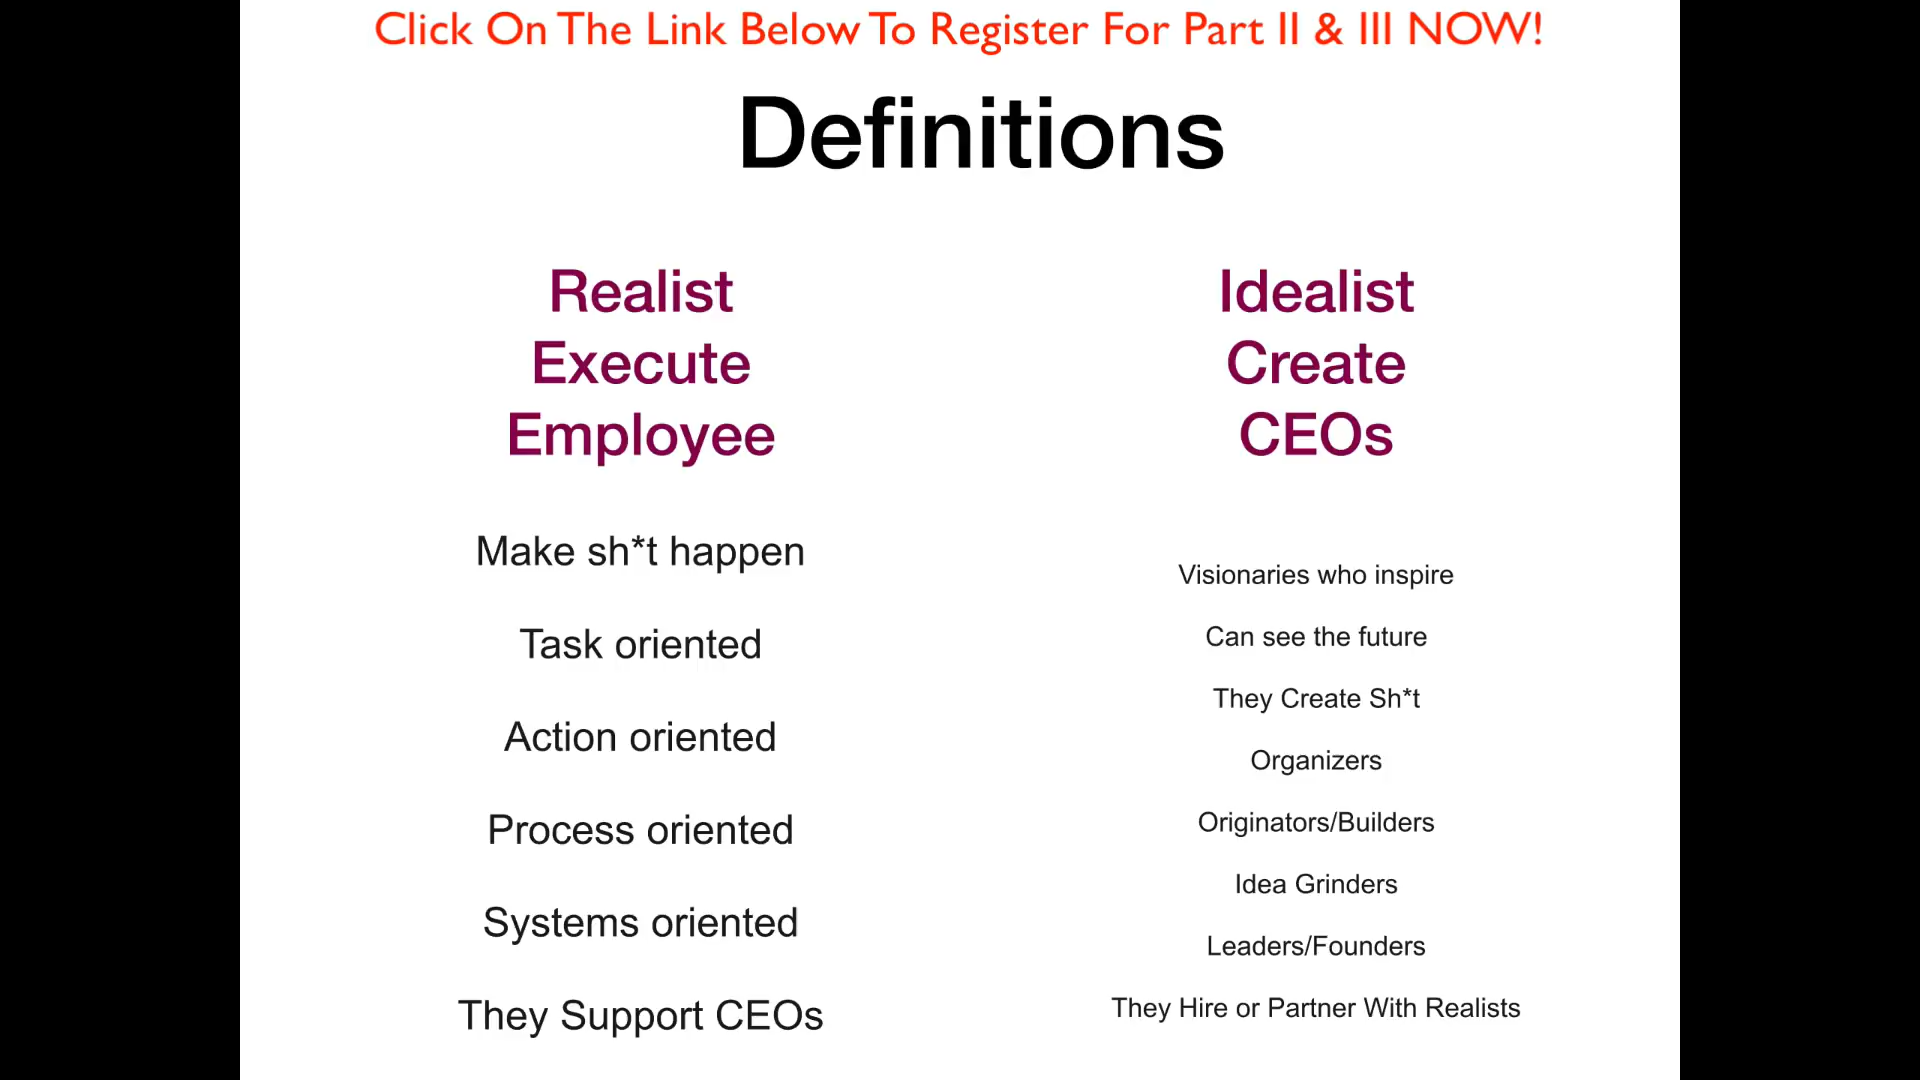 Click On The Link Below To Register For Part II & III NOW!
Definitions
Realist
Execute
Employee
Make sh*t happen
Task oriented
Action oriented
Process oriented
Systems oriented
They Support CEOs
Idealist
Create
CEOs
Visionaries who inspire
Can see the future
They Create Sh*t
Organizers
Originators/Builders
Idea Grinders
Leaders/Founders
They Hire or Partner With Realists